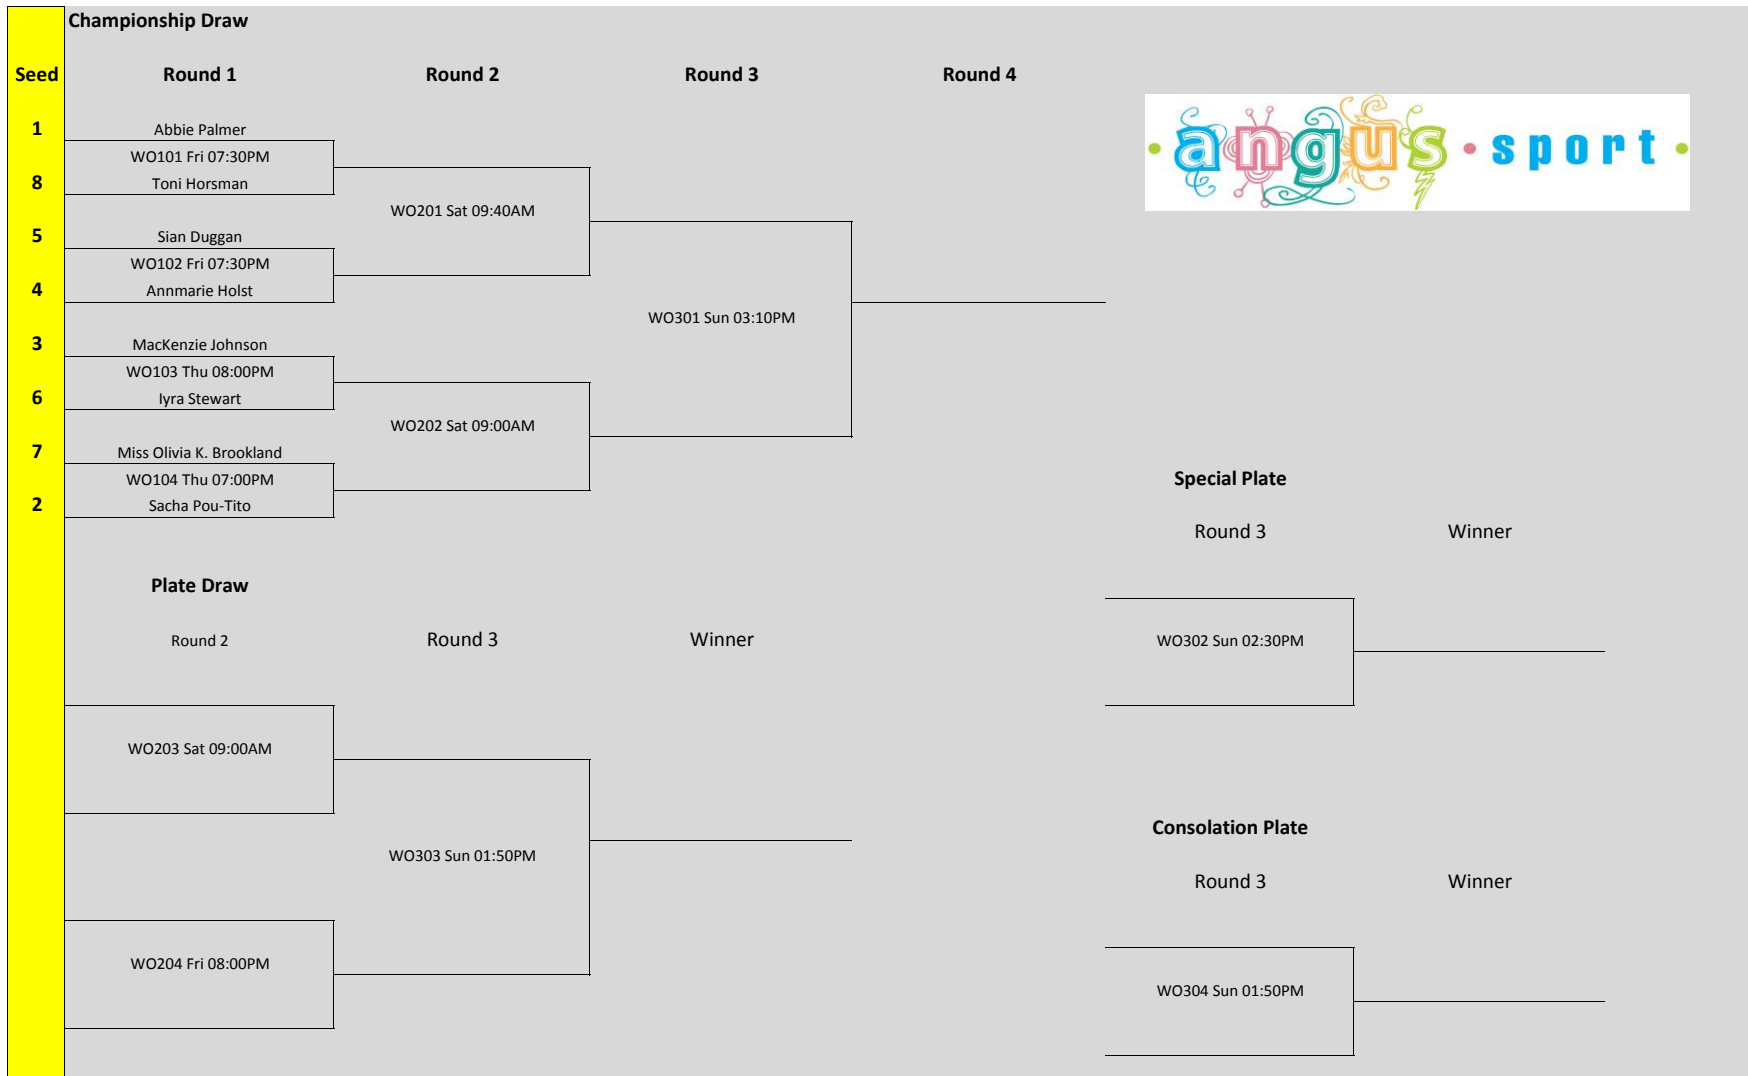 Championship Draw
Seed Round 1 Round 2 Round 3 Round 4
1 Abbie Palmer
WO101 Fri 07:30PM
8 Toni Horsman
WO201 Sat 09:40AM
5 Sian Duggan
WO102 Fri 07:30PM
4 Annmarie Holst
WO301 Sun 03:10PM
3 MacKenzie Johnson
WO103 Thu 08:00PM
6 Iyra Stewart
WO202 Sat 09:00AM
7 Miss Olivia K. Brookland
WO104 Thu 07:00PM
2 Sacha Pou-Tito
angus sport
Special Plate
Round 3 Winner
WO302 Sun 02:30PM
Plate Draw
Round 2 Round 3 Winner
WO203 Sat 09:00AM
WO303 Sun 01:50PM
WO204 Fri 08:00PM
Consolation Plate
Round 3 Winner
WO304 Sun 01:50PM